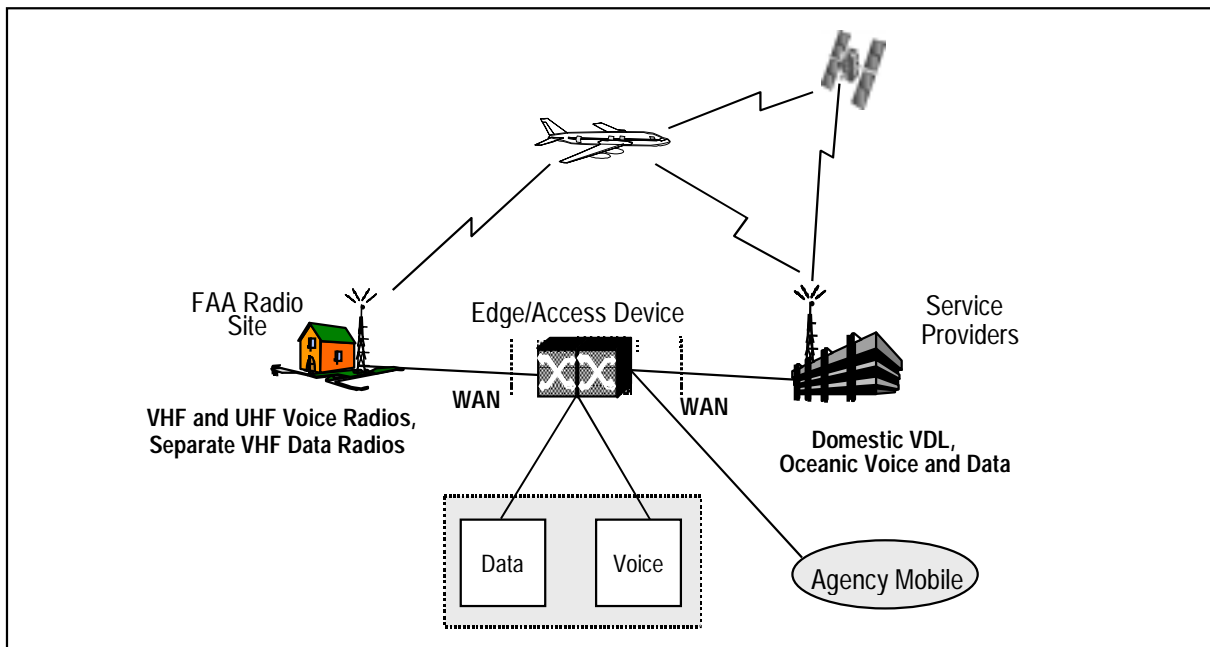 FAA Radio
Site
Edge/Access Device
Service
Providers
WAN
WAN
VHF and UHF Voice Radios,
Separate VHF Data Radios
Domestic VDL,
Oceanic Voice and Data
Data
Voice
Agency Mobile